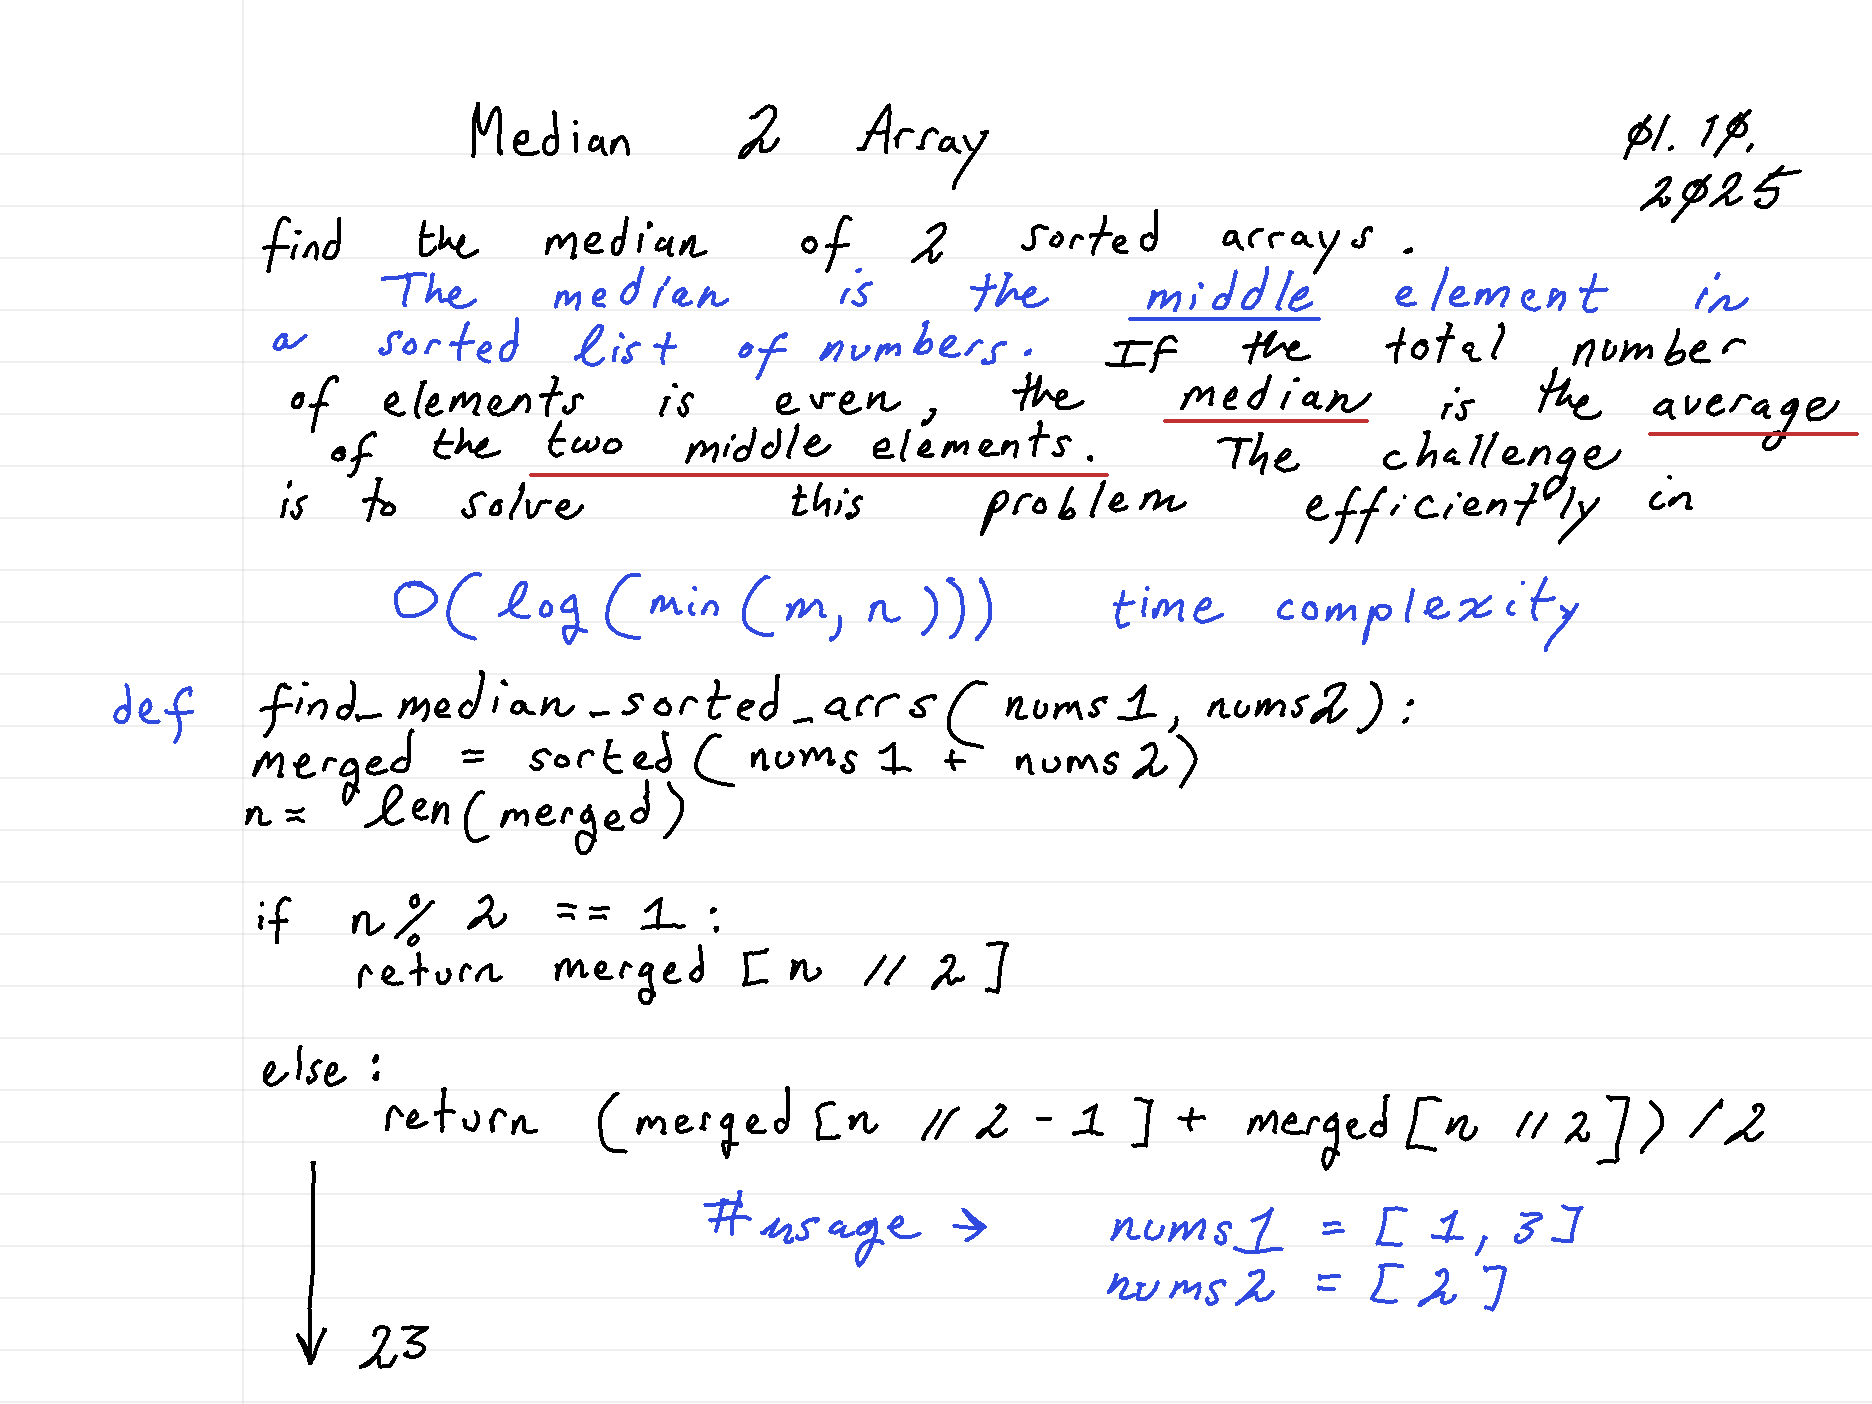 Median 2 Array
01.10.
2025
find the median of 2 sorted arrays.
The median is the middle element in
a sorted list of numbers. If the total number
of elements is even, the median is the average
of the two middle elements. The challenge
is to solve this problem efficiently in
O(log(min(m, n))) time complexity
def find_median_sorted_arrs(nums1, nums2):
merged = sorted(nums1 + nums2)
n = len(merged)
if n % 2 == 1:
return merged [n // 2]
else:
return (merged[n // 2 - 1] + merged[n // 2]) / 2
#usage → nums1 = [1, 3]
nums2 = [2]
23